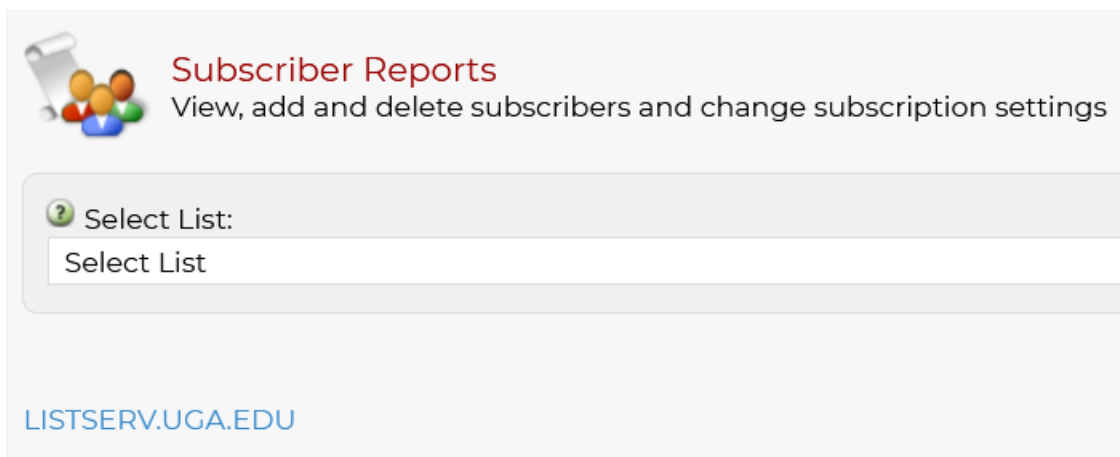 Subscriber Reports
View, add and delete subscribers and change subscription settings
? Select List:
Select List
LISTSERV.UGA.EDU